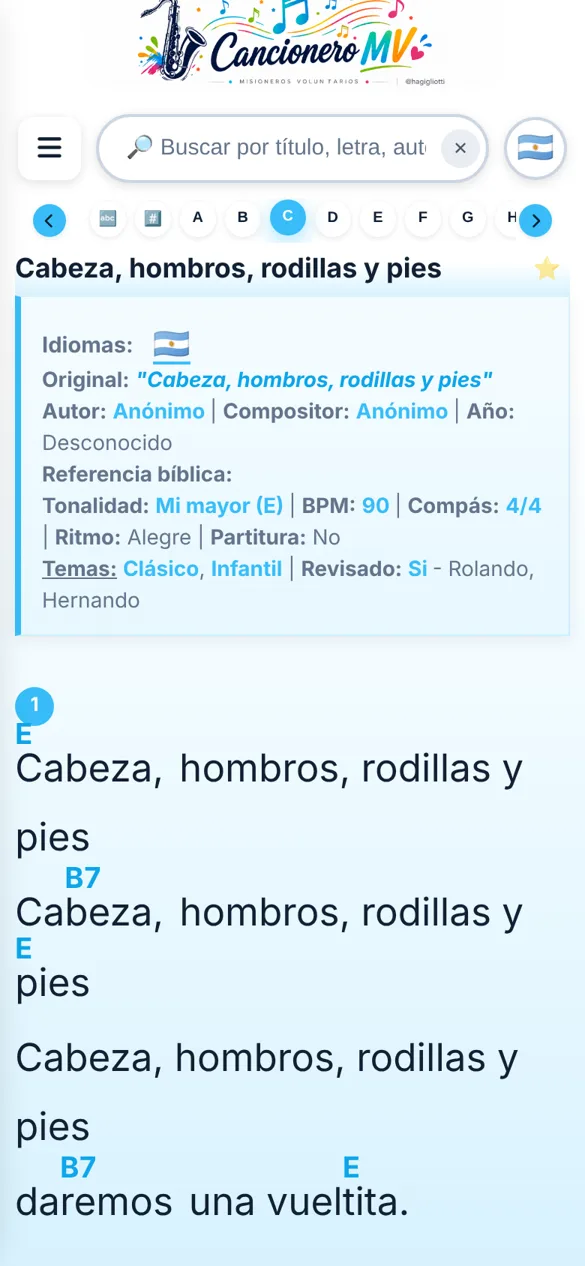 Cancionero MV
MISIONEROS VOLUNTARIOS @hagigliotti
🔎 Buscar por título, letra, aut
A B C D E F G H
Cabeza, hombros, rodillas y pies
Idiomas:
Original: "Cabeza, hombros, rodillas y pies"
Autor: Anónimo | Compositor: Anónimo | Año:
Desconocido
Referencia bíblica:
Tonalidad: Mi mayor (E) | BPM: 90 | Compás: 4/4
| Ritmo: Alegre | Partitura: No
Temas: Clásico, Infantil | Revisado: Si - Rolando,
Hernando
1
E
Cabeza, hombros, rodillas y
pies
B7
Cabeza, hombros, rodillas y
E
pies
Cabeza, hombros, rodillas y
pies
B7 E
daremos una vueltita.